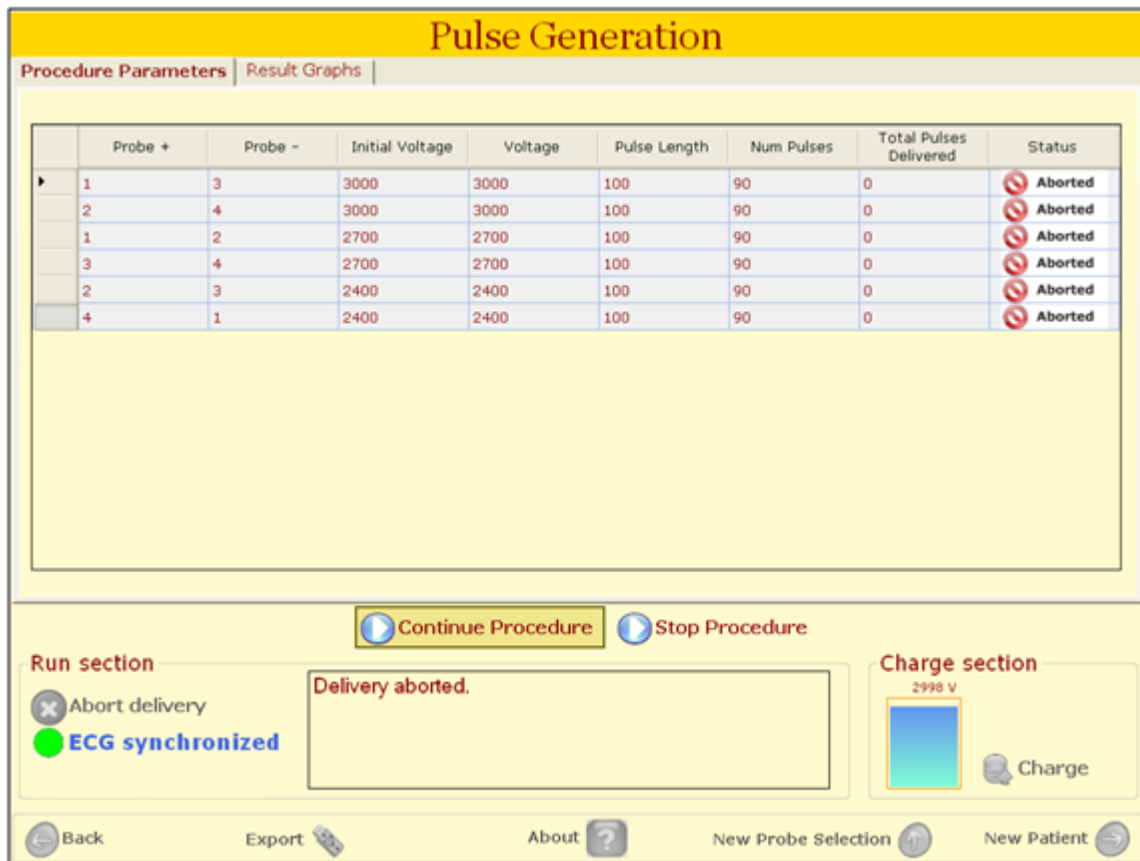 Pulse Generation
Procedure Parameters Result Graphs
Probe + Probe - Initial Voltage Voltage Pulse Length Num Pulses Total Pulses Delivered Status
1 3 3000 3000 100 90 0 Aborted
2 4 3000 3000 100 90 0 Aborted
1 2 2700 2700 100 90 0 Aborted
3 4 2700 2700 100 90 0 Aborted
2 3 2400 2400 100 90 0 Aborted
4 1 2400 2400 100 90 0 Aborted
Continue Procedure Stop Procedure
Run section
Abort delivery
ECG synchronized
Delivery aborted.
Charge section
2998 V
Charge
Back Export About ? New Probe Selection New Patient